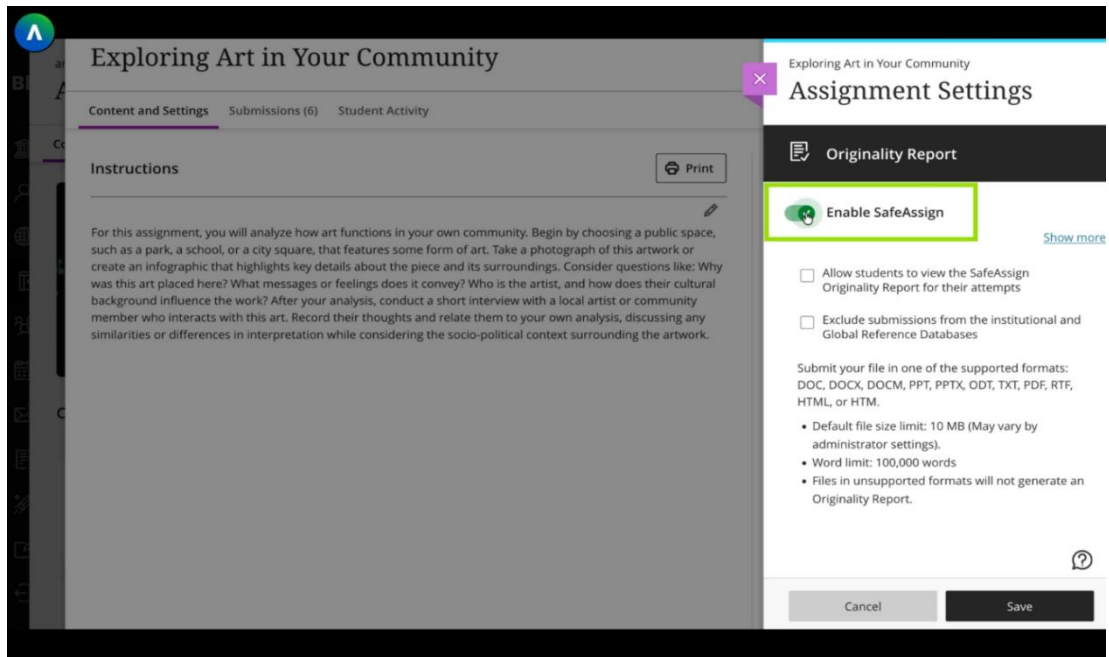 Exploring Art in Your Community
Content and Settings Submissions (6) Student Activity
Instructions
Print
For this assignment, you will analyze how art functions in your own community. Begin by choosing a public space,
such as a park, a school, or a city square, that features some form of art. Take a photograph of this artwork or
create an infographic that highlights key details about the piece and its surroundings. Consider questions like: Why
was this art placed here? What messages or feelings does it convey? Who is the artist, and how does their cultural
background influence the work? After your analysis, conduct a short interview with a local artist or community
member who interacts with this art. Record their thoughts and relate them to your own analysis, discussing any
similarities or differences in interpretation while considering the socio-political context surrounding the artwork.
Exploring Art in Your Community
Assignment Settings
Originality Report
Enable SafeAssign
Show more
Allow students to view the SafeAssign
Originality Report for their attempts
Exclude submissions from the institutional and
Global Reference Databases
Submit your file in one of the supported formats:
DOC, DOCX, DOCM, PPT, PPTX, ODT, TXT, PDF, RTF,
HTML, or HTM.
• Default file size limit: 10 MB (May vary by
administrator settings).
• Word limit: 100,000 words
• Files in unsupported formats will not generate an
Originality Report.
Cancel Save